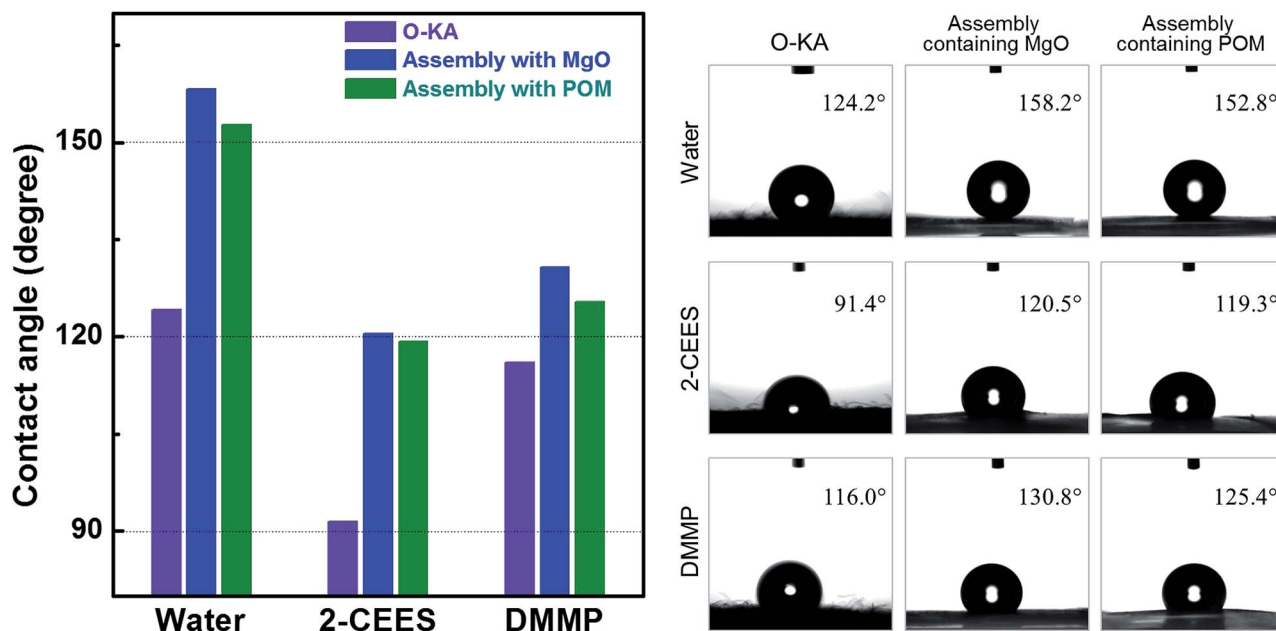 Contact angle (degree)
150
120
90
O-KA
Assembly with MgO
Assembly with POM
Water
2-CEES
DMMP
O-KA
Assembly
containing MgO
Assembly
containing POM
Water
124.2°
158.2°
152.8°
2-CEES
91.4°
120.5°
119.3°
DMMP
116.0°
130.8°
125.4°